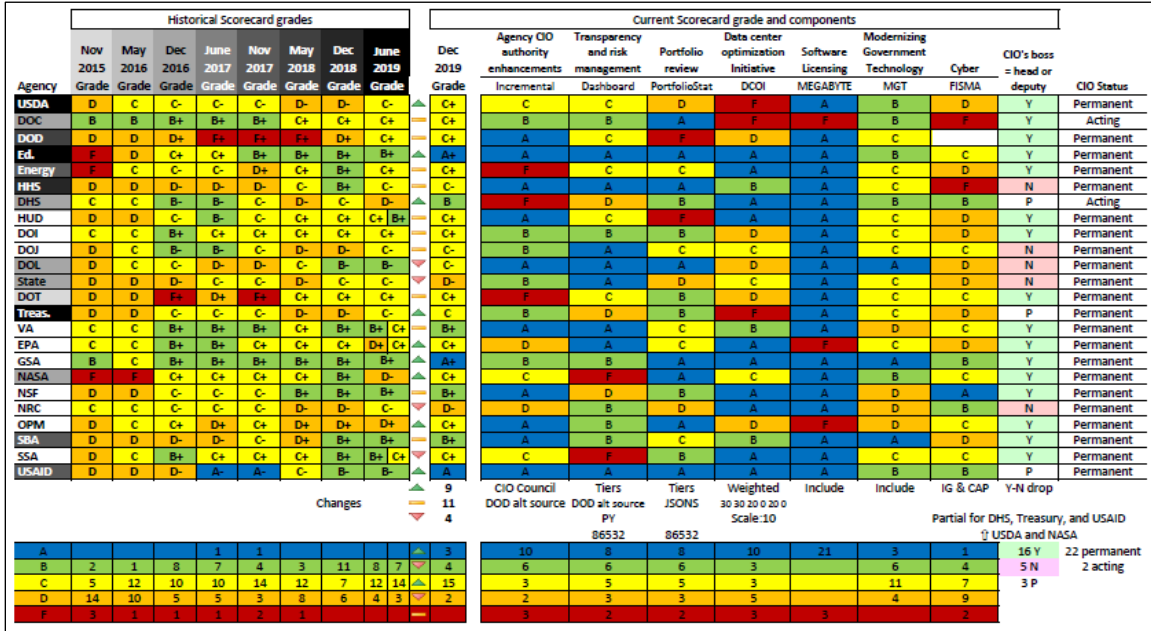 Historical Scorecard grades Current Scorecard grade and components
Agency CIO Transparency Data center Modernizing
Nov May Dec June Nov May Dec June Dec authority and risk Portfolio optimization Software Government CIO's boss
2015 2016 2016 2017 2017 2018 2018 2019 2019 enhancements management review Initiative Licensing Technology Cyber = head or
Agency Grade Grade Grade Grade Grade Grade Grade Grade Grade Incremental Dashboard PortfolioStat DCOI MEGABYTE MGT FISMA deputy CIO Status
USDA D C C- C- C- D- D- C- C+ C C D F A B D Y Permanent
DOC B B B+ B+ B+ C+ C+ C+ C+ B B A F F B F Y Acting
DOD D D D+ F+ F+ F+ D+ C+ C+ A C F D A C Y Permanent
Ed. F D C+ C+ B+ B+ B+ B+ A+ A A A A A B C Y Permanent
Energy F C C- C- D+ C- B+ C+ C+ F C C A A C D Y Permanent
HHS D D D- D- D- C- B+ C- C- A A A B A C F N Permanent
DHS C C B- B- C- D- C- D- B F D B A A B B P Acting
HUD D D C- B- C- C+ C+ C+ B+ C+ A C F A A C D Y Permanent
DOI C C B+ C+ C+ C+ C+ C+ C+ B B B D A C D Y Permanent
DOJ D C B- B- C- D- D- C- C- B A C C A C C N Permanent
DOL D C C- D- D- C- B- B- C- A A A D A A D N Permanent
State D D D- C- C- D- C- C- D- B A D C A C D N Permanent
DOT D D F+ D+ F+ C+ C+ C+ C+ F C B D A C C Y Permanent
Treas. D D C- C- C- D- D- C- C B D B F A C D P Permanent
VA C C B+ B+ B+ C+ B+ B+ C+ B+ A A C B A D C Y Permanent
EPA D C B+ B+ C+ C+ C+ D+ C+ C+ D A C A F C D Y Permanent
GSA B C B+ B+ B+ B+ B+ B+ A+ B B A A A A B Y Permanent
NASA F F C+ C+ C+ C+ B+ D- C+ C F A C A B C Y Permanent
NSF D D C- C- C- B+ B+ B+ B+ A D B A A D A Y Permanent
NRC C C C- C- C- D- D- C- D- D B D A A D B N Permanent
OPM D C C+ D+ C+ D+ D+ D+ C+ A B A D F D C Y Permanent
SBA D D D- D- C- D+ B+ B+ B+ A B C B A A D Y Permanent
SSA D C B+ C+ C+ C+ B+ B+ C+ C+ C F B A A C C Y Permanent
USAID D D D- A- A- C- B- B- A A A A A A B B P Permanent
9 CIO Council Tiers Tiers Weighted Include Include IG & CAP Y-N drop
Changes 11 DOD alt source DOD alt source JSONS 30 30 20 0 20 0
4 PY Scale:10 Partial for DHS, Treasury, and USAID
86532 86532 ⇧ USDA and NASA
A 1 1 3 10 8 8 10 21 3 1 16 Y 22 permanent
B 2 1 8 7 4 3 11 8 7 4 6 6 6 3 6 4 5 N 2 acting
C 5 12 10 10 14 12 7 12 14 15 3 5 5 3 11 7 3 P
D 14 10 5 5 3 8 6 4 3 2 2 3 3 5 4 9
F 3 1 1 1 2 1 3 2 2 3 3 2